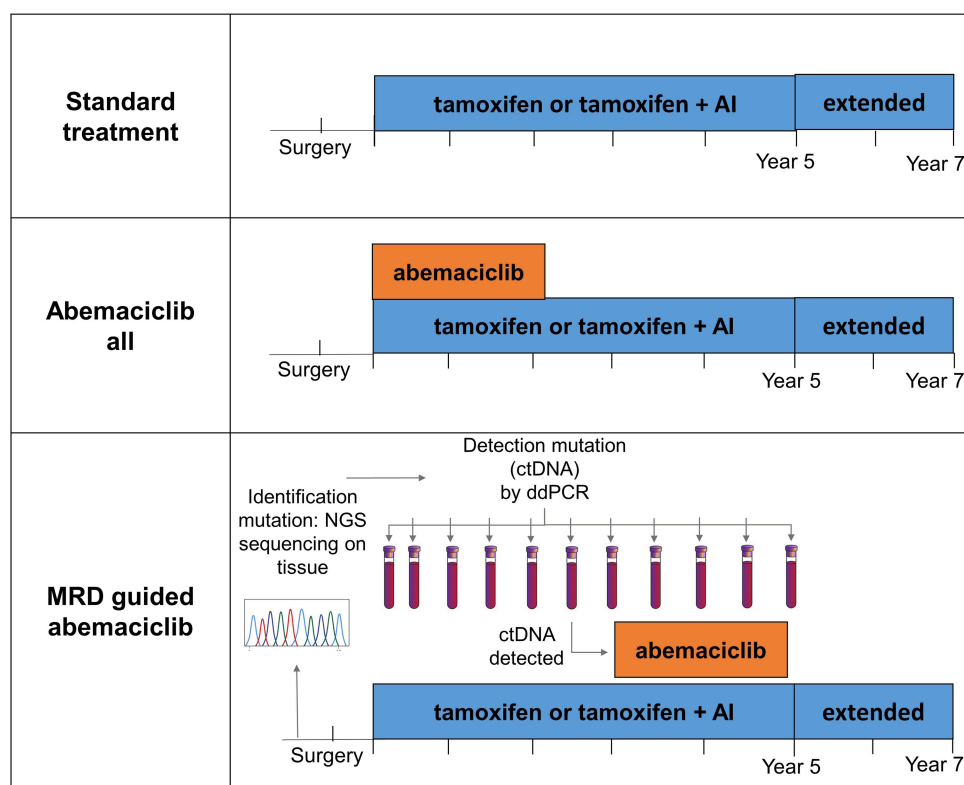 Standard
treatment
tamoxifen or tamoxifen + AI
extended
Surgery
Year 5
Year 7
Abemaciclib
all
abemaciclib
tamoxifen or tamoxifen + AI
extended
Surgery
Year 5
Year 7
MRD guided
abemaciclib
Detection mutation
(ctDNA)
by ddPCR
Identification
mutation: NGS
sequencing on
tissue
ctDNA
detected
abemaciclib
tamoxifen or tamoxifen + AI
extended
Surgery
Year 5
Year 7